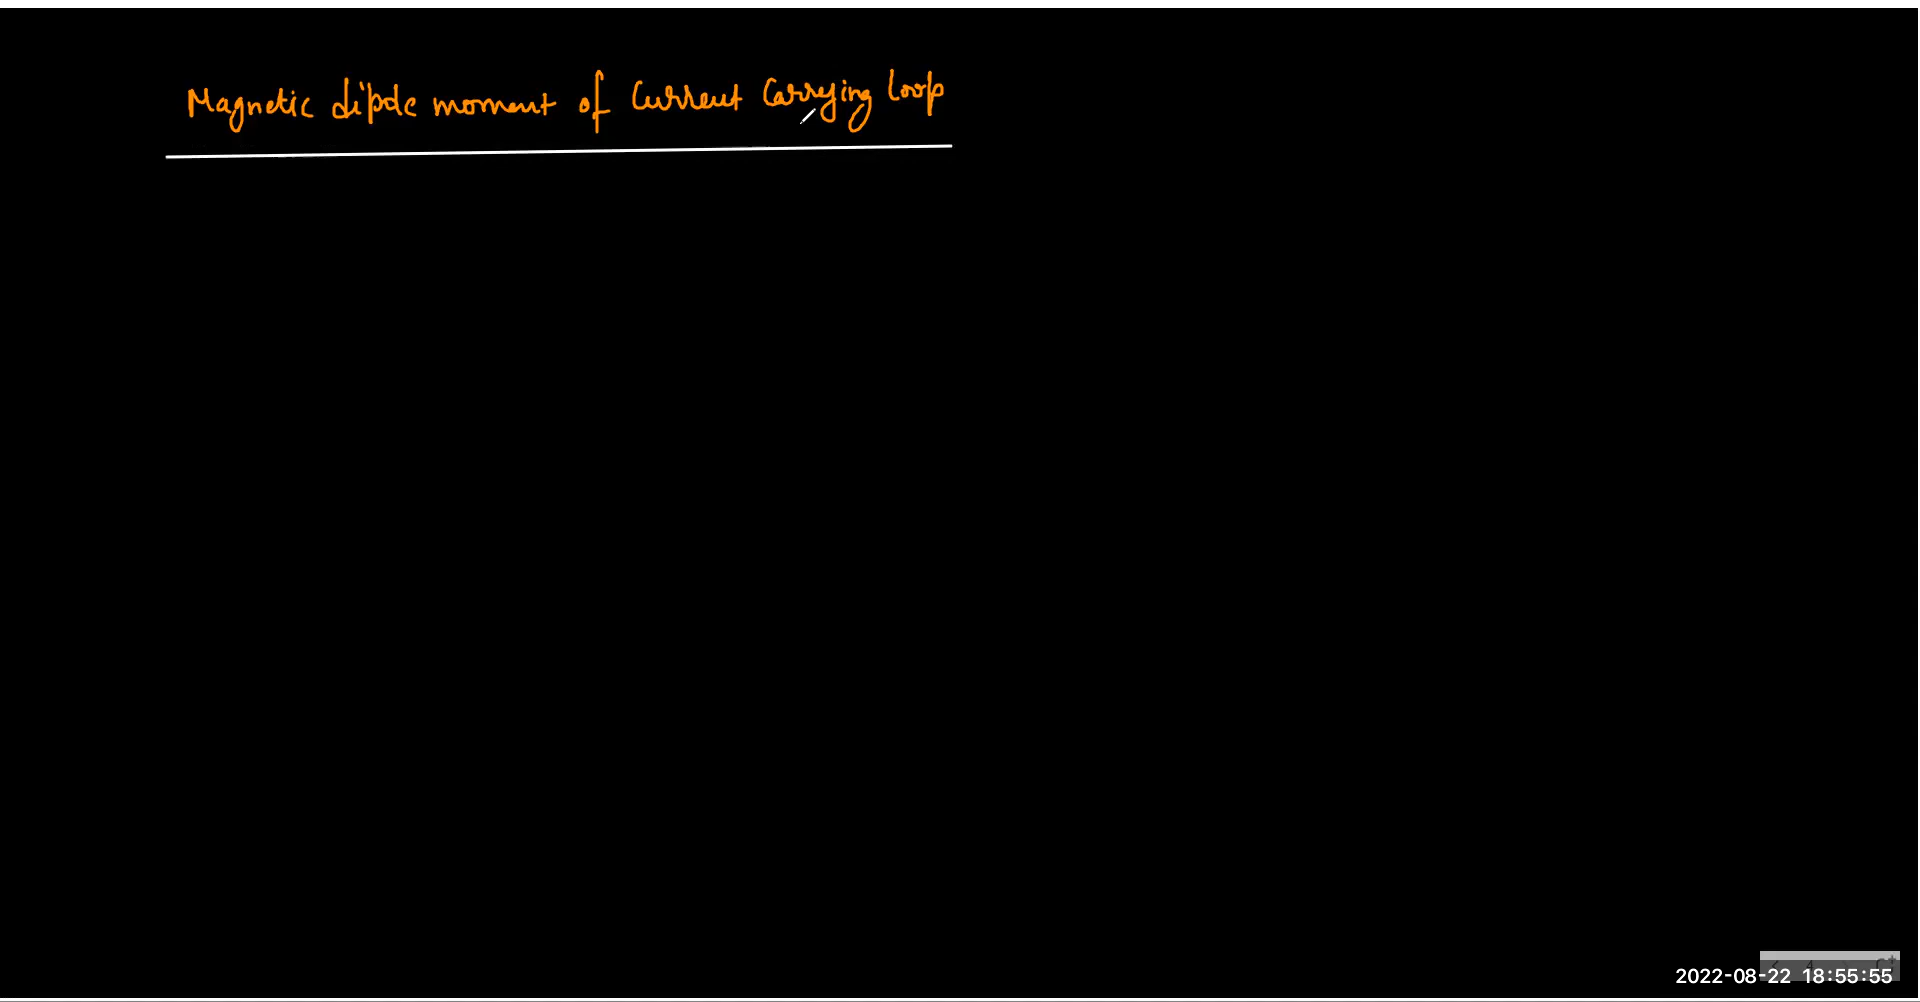 Magnetic dipole moment of Current Carrying Loop
2022-08-22 18:55:55